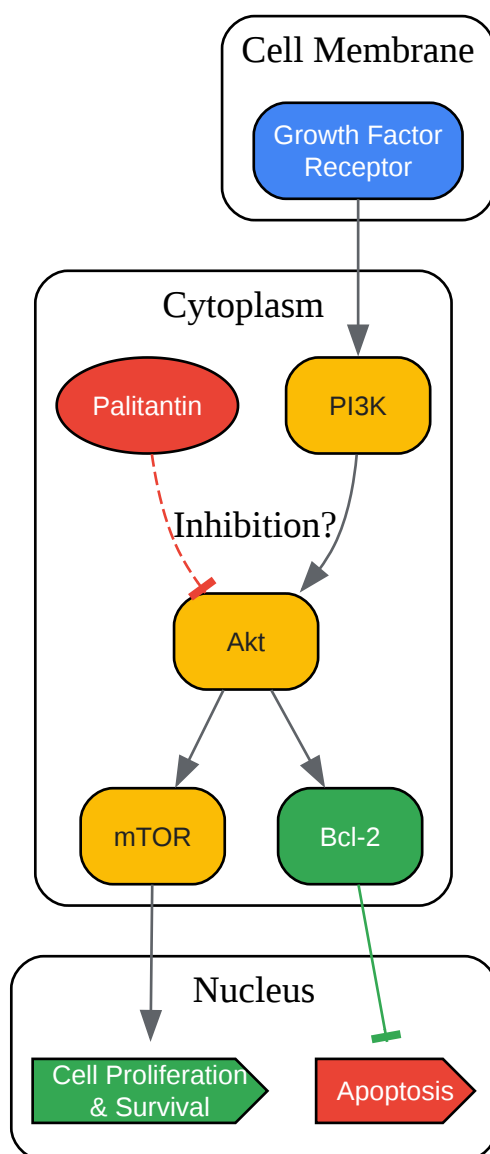 Cell Membrane
Growth Factor
Receptor
Cytoplasm
Palitantin
PI3K
Inhibition?
Akt
mTOR
Bcl-2
Nucleus
Cell Proliferation
& Survival
Apoptosis